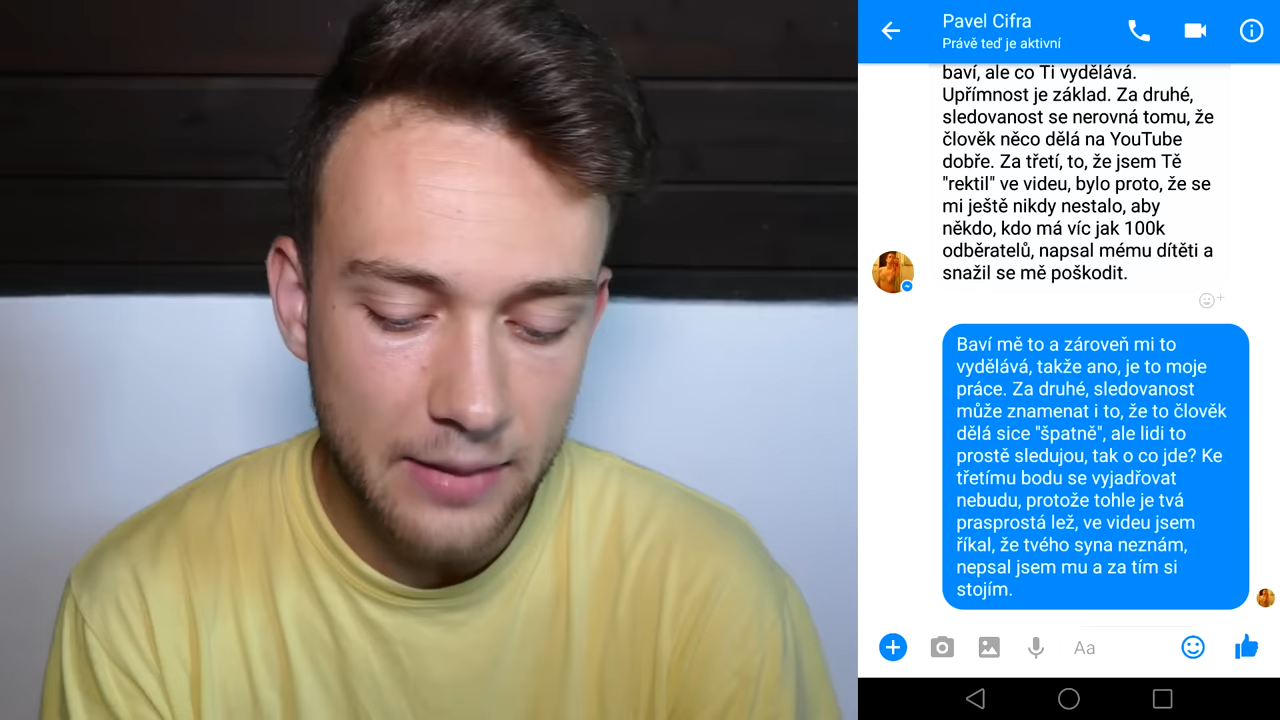 Pavel Cifra
Právě teď je aktivní
baví, ale co Ti vydělává.
Upřímnost je základ. Za druhé,
sledovanost se nerovná tomu, že
člověk něco dělá na YouTube
dobře. Za třetí, to, že jsem Tě
"rektil" ve videu, bylo proto, že se
mi ještě nikdy nestalo, aby
někdo, kdo má víc jak 100k
odběratelů, napsal mému dítěti a
snažil se mě poškodit.
Baví mě to a zároveň mi to
vydělává, takže ano, je to moje
práce. Za druhé, sledovanost
může znamenat i to, že to člověk
dělá sice "špatně", ale lidi to
prostě sledujou, tak o co jde? Ke
třetímu bodu se vyjadřovat
nebudu, protože tohle je tvá
prasprostá lež, ve videu jsem
říkal, že tvého syna neznám,
nepsal jsem mu a za tím si
stojím.
Aa